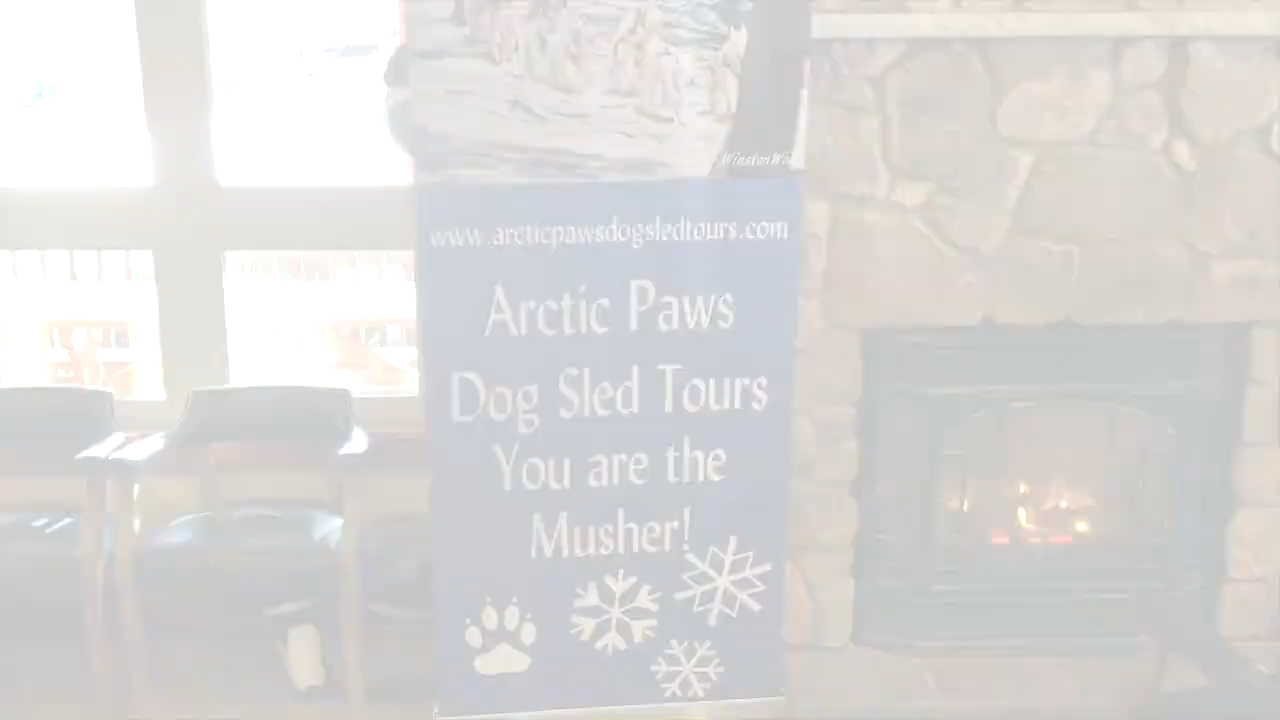 www.arcticpawsdogsledtours.com
Arctic Paws
Dog Sled Tours
You are the
Musher!